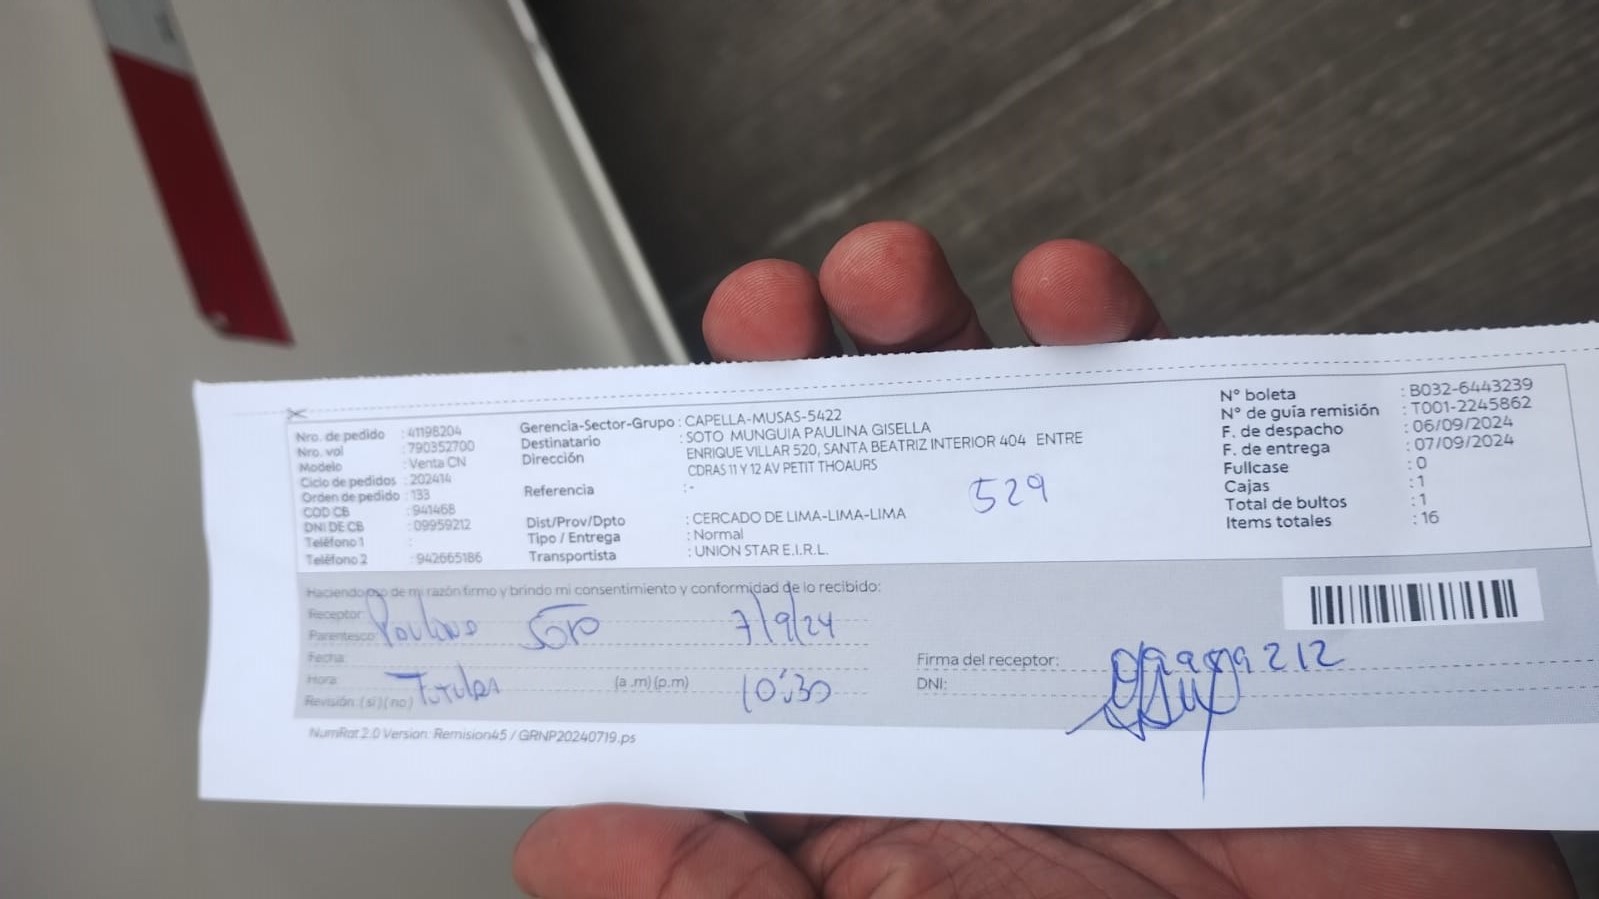 Nro. de pedido : 41198204
Nro. vol : 790352700
Modelo : Venta CN
Ciclo de pedidos : 202414
Orden de pedido : 133
COD CB : 941468
DNI DE CB : 09959212
Teléfono 1 :
Teléfono 2 : 942665186
Gerencia-Sector-Grupo : CAPELLA-MUSAS-5422
Destinatario : SOTO MUNGUIA PAULINA GISELLA
Dirección ENRIQUE VILLAR 520, SANTA BEATRIZ INTERIOR 404 ENTRE
CDRAS 11 Y 12 AV PETIT THOAURS
Referencia : -
529
Dist/Prov/Dpto : CERCADO DE LIMA-LIMA-LIMA
Tipo / Entrega : Normal
Transportista : UNION STAR E.I.R.L.
N° boleta : B032-6443239
N° de guía remisión : T001-2245862
F. de despacho : 06/09/2024
F. de entrega : 07/09/2024
Fullcase : 0
Cajas : 1
Total de bultos : 1
Items totales : 16
Haciendo uso de mi razón firmo y brindo mi consentimiento y conformidad de lo recibido:
Receptor:
Parentesco: Paulina Soto 7/9/24
Fecha:
Hora: Titular (a .m) (p.m) 10:30
Revisión: (si) (no)
Firma del receptor:
DNI:
NumRat 2.0 Version: Remision45 / GRNP20240719.ps